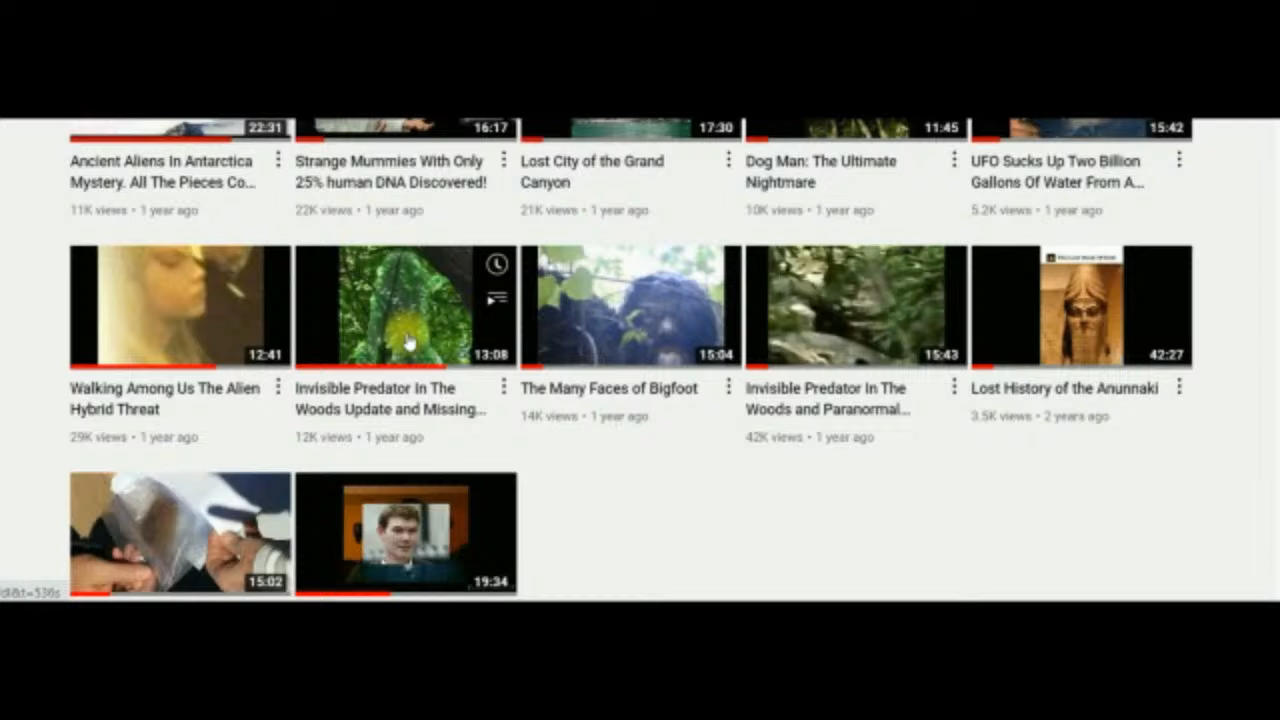 22:31
16:17
17:30
11:45
15:42
Ancient Aliens In Antarctica
Mystery. All The Pieces Co...
11K views • 1 year ago
Strange Mummies With Only
25% human DNA Discovered!
22K views • 1 year ago
Lost City of the Grand
Canyon
21K views • 1 year ago
Dog Man: The Ultimate
Nightmare
10K views • 1 year ago
UFO Sucks Up Two Billion
Gallons Of Water From A...
5.2K views • 1 year ago
12:41
13:08
15:04
15:43
42:27
Walking Among Us The Alien
Hybrid Threat
29K views • 1 year ago
Invisible Predator In The
Woods Update and Missing...
12K views • 1 year ago
The Many Faces of Bigfoot
14K views • 1 year ago
Invisible Predator In The
Woods and Paranormal...
42K views • 1 year ago
Lost History of the Anunnaki
3.5K views • 2 years ago
15:02
19:34